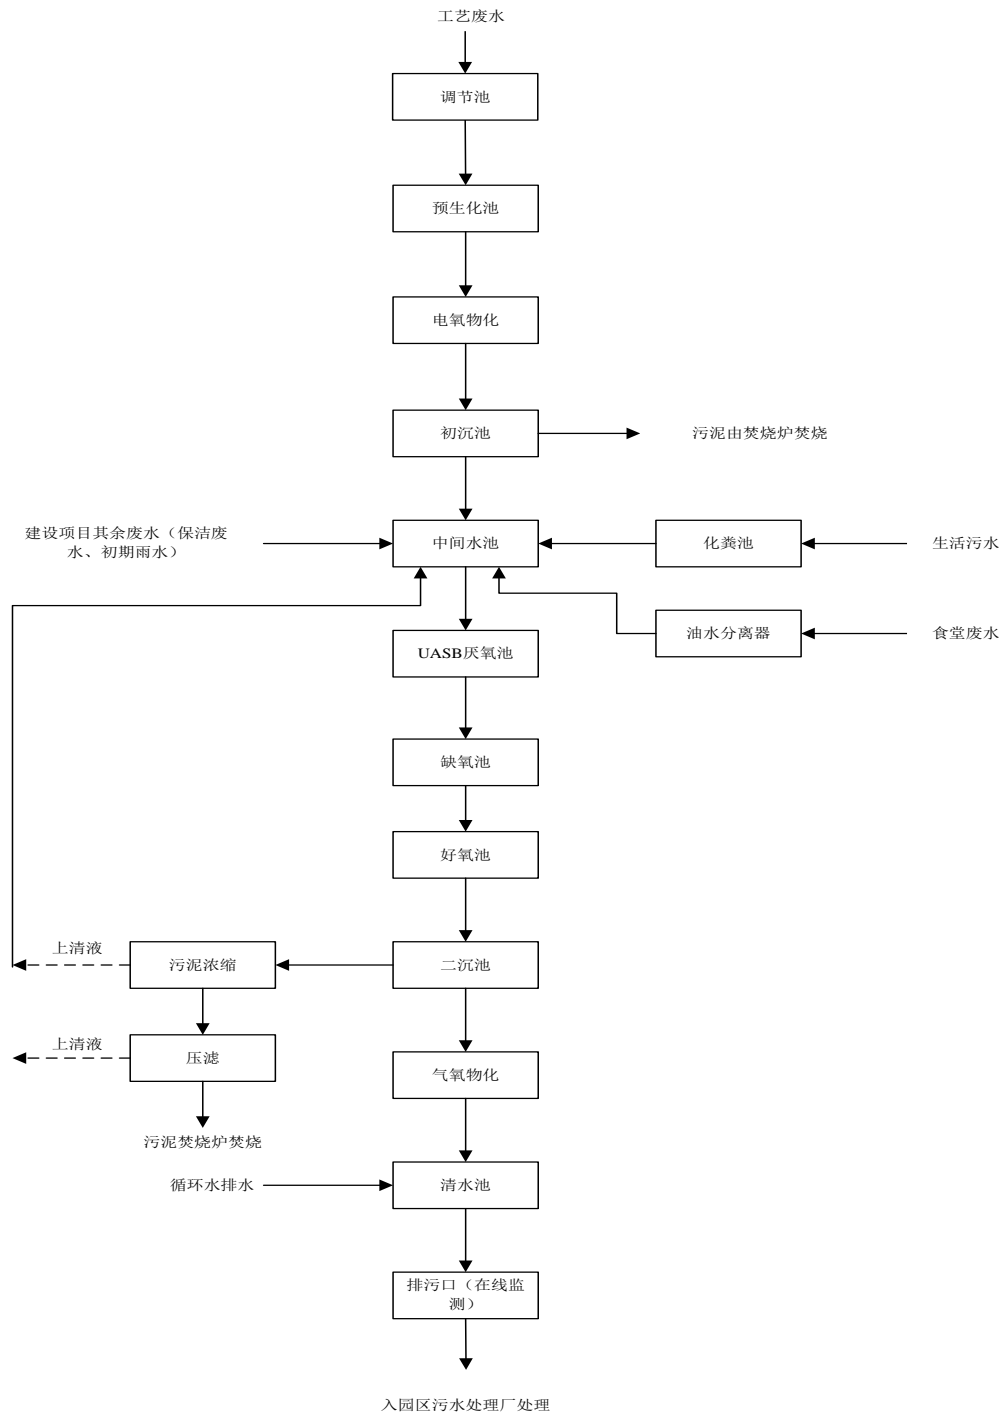 工艺废水
调节池
预生化池
电氧物化
初沉池
污泥由焚烧炉焚烧
建设项目其余废水（保洁废
水、初期雨水）
中间水池
化粪池
生活污水
油水分离器
食堂废水
UASB厌氧池
缺氧池
好氧池
上清液
污泥浓缩
二沉池
上清液
压滤
气氧物化
污泥焚烧炉焚烧
循环水排水
清水池
排污口（在线监
测）
入园区污水处理厂处理